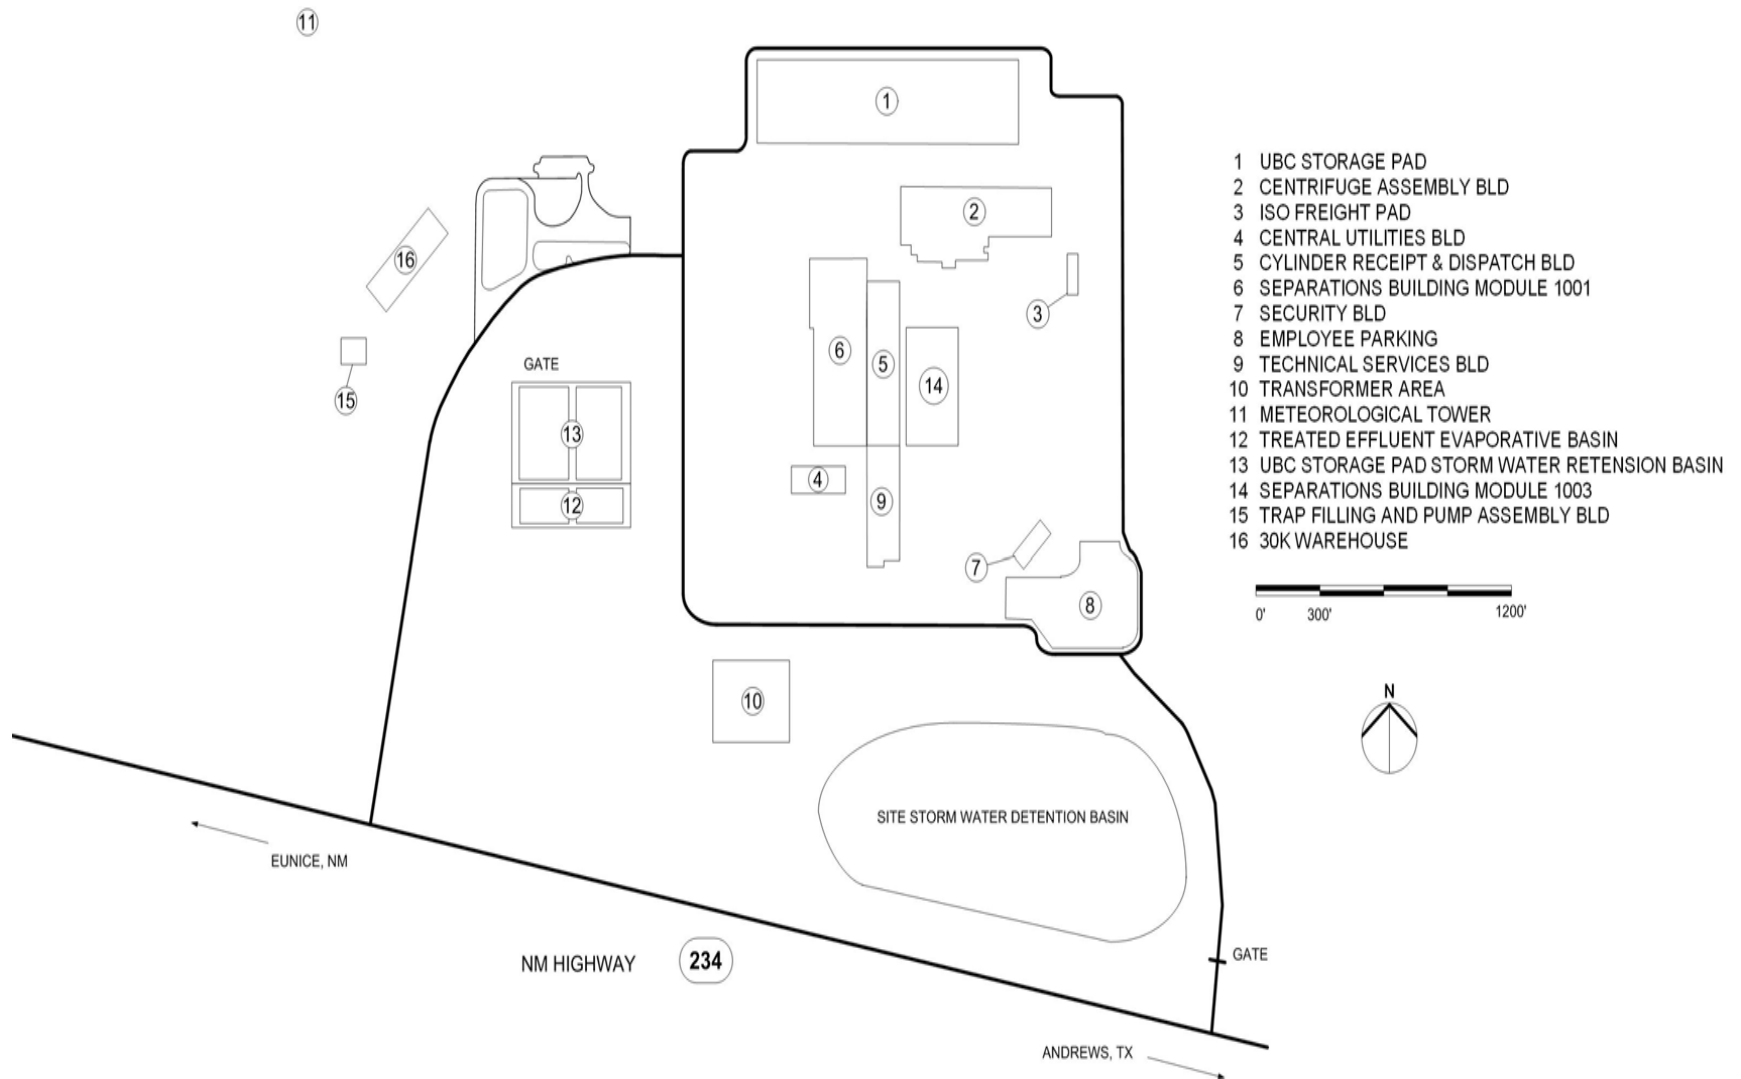 11
1
2
16
3
6
5
14
15
GATE
13
4
12
9
7
8
10
1 UBC STORAGE PAD
2 CENTRIFUGE ASSEMBLY BLD
3 ISO FREIGHT PAD
4 CENTRAL UTILITIES BLD
5 CYLINDER RECEIPT & DISPATCH BLD
6 SEPARATIONS BUILDING MODULE 1001
7 SECURITY BLD
8 EMPLOYEE PARKING
9 TECHNICAL SERVICES BLD
10 TRANSFORMER AREA
11 METEOROLOGICAL TOWER
12 TREATED EFFLUENT EVAPORATIVE BASIN
13 UBC STORAGE PAD STORM WATER RETENSION BASIN
14 SEPARATIONS BUILDING MODULE 1003
15 TRAP FILLING AND PUMP ASSEMBLY BLD
16 30K WAREHOUSE
0' 300' 1200'
N
SITE STORM WATER DETENTION BASIN
EUNICE, NM
NM HIGHWAY 234
GATE
ANDREWS, TX